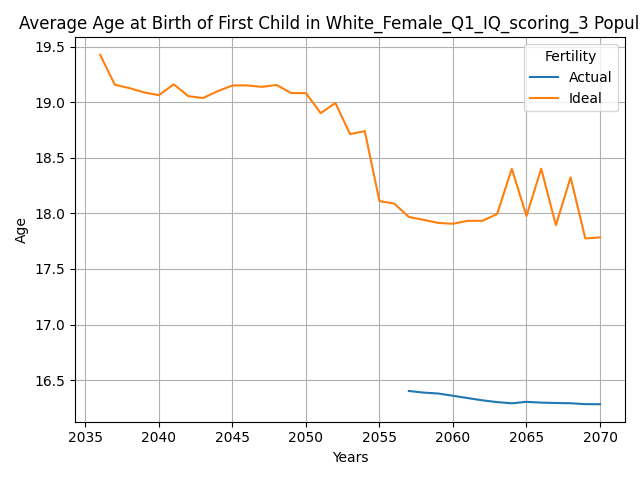 Average Age at Birth of First Child in White_Female_Q1_IQ_scoring_3 Popul
19.5
19.0
18.5
18.0
17.5
17.0
16.5
Age
Fertility
Actual
Ideal
2035 2040 2045 2050 2055 2060 2065 2070
Years